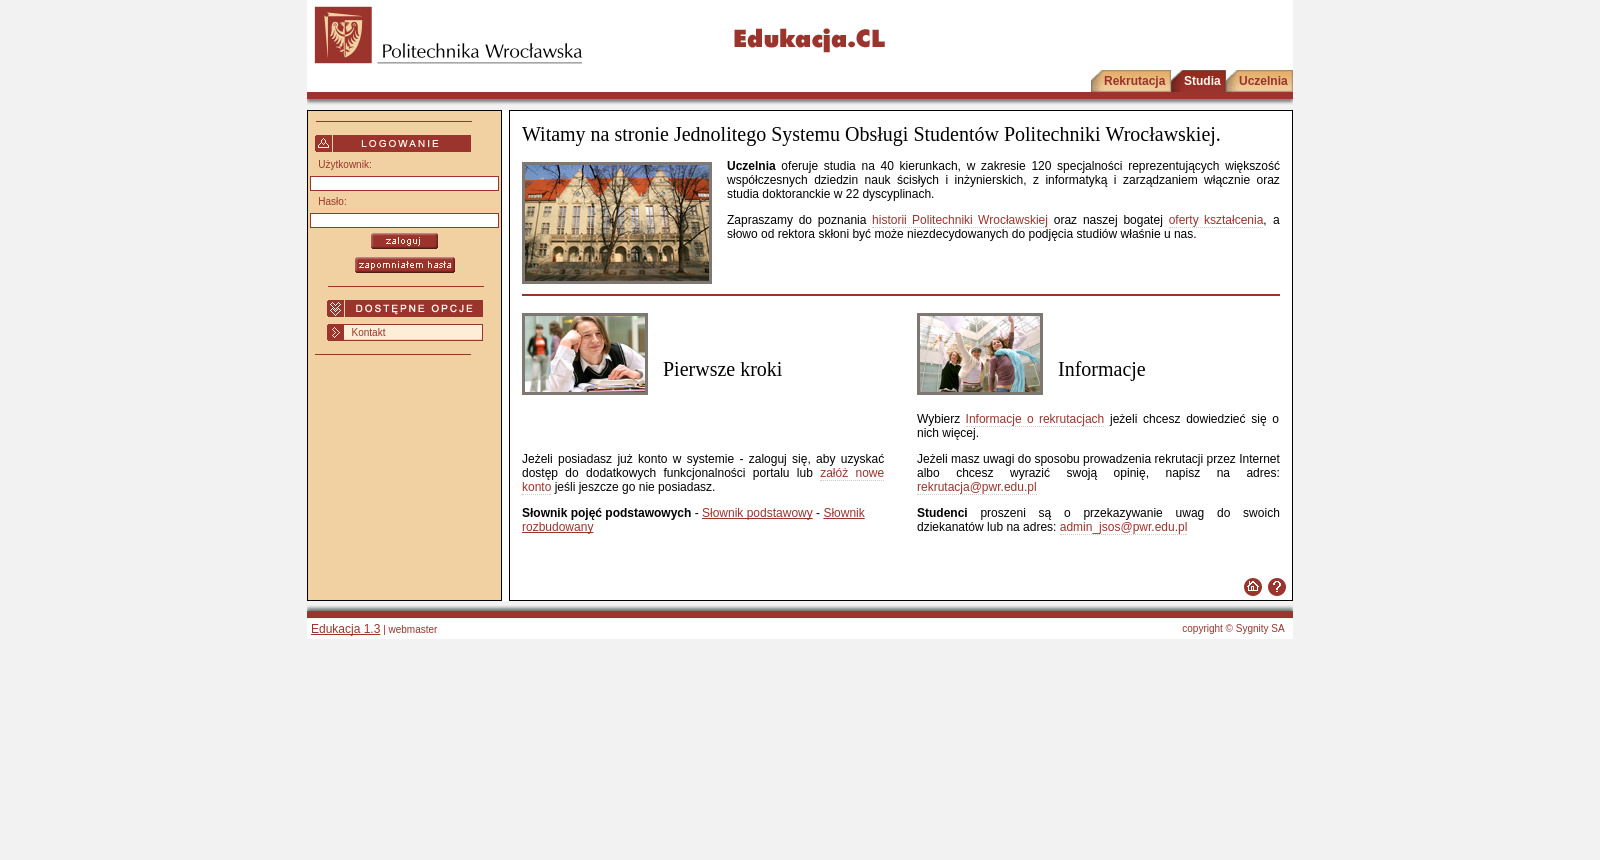 Politechnika Wrocławska
Edukacja.CL
Rekrutacja Studia Uczelnia
LOGOWANIE
Użytkownik:
Hasło:
zaloguj
zapomniałem hasła
DOSTĘPNE OPCJE
Kontakt
Witamy na stronie Jednolitego Systemu Obsługi Studentów Politechniki Wrocławskiej.
Uczelnia oferuje studia na 40 kierunkach, w zakresie 120 specjalności reprezentujących większość
współczesnych dziedzin nauk ścisłych i inżynierskich, z informatyką i zarządzaniem włącznie oraz
studia doktoranckie w 22 dyscyplinach.
Zapraszamy do poznania historii Politechniki Wrocławskiej oraz naszej bogatej oferty kształcenia, a
słowo od rektora skłoni być może niezdecydowanych do podjęcia studiów właśnie u nas.
Pierwsze kroki
Jeżeli posiadasz już konto w systemie - zaloguj się, aby uzyskać
dostęp do dodatkowych funkcjonalności portalu lub załóż nowe
konto jeśli jeszcze go nie posiadasz.
Słownik pojęć podstawowych - Słownik podstawowy - Słownik
rozbudowany
Informacje
Wybierz Informacje o rekrutacjach jeżeli chcesz dowiedzieć się o
nich więcej.
Jeżeli masz uwagi do sposobu prowadzenia rekrutacji przez Internet
albo chcesz wyrazić swoją opinię, napisz na adres:
rekrutacja@pwr.edu.pl
Studenci proszeni są o przekazywanie uwag do swoich
dziekanatów lub na adres: admin_jsos@pwr.edu.pl
?
Edukacja 1.3 | webmaster
copyright © Sygnity SA